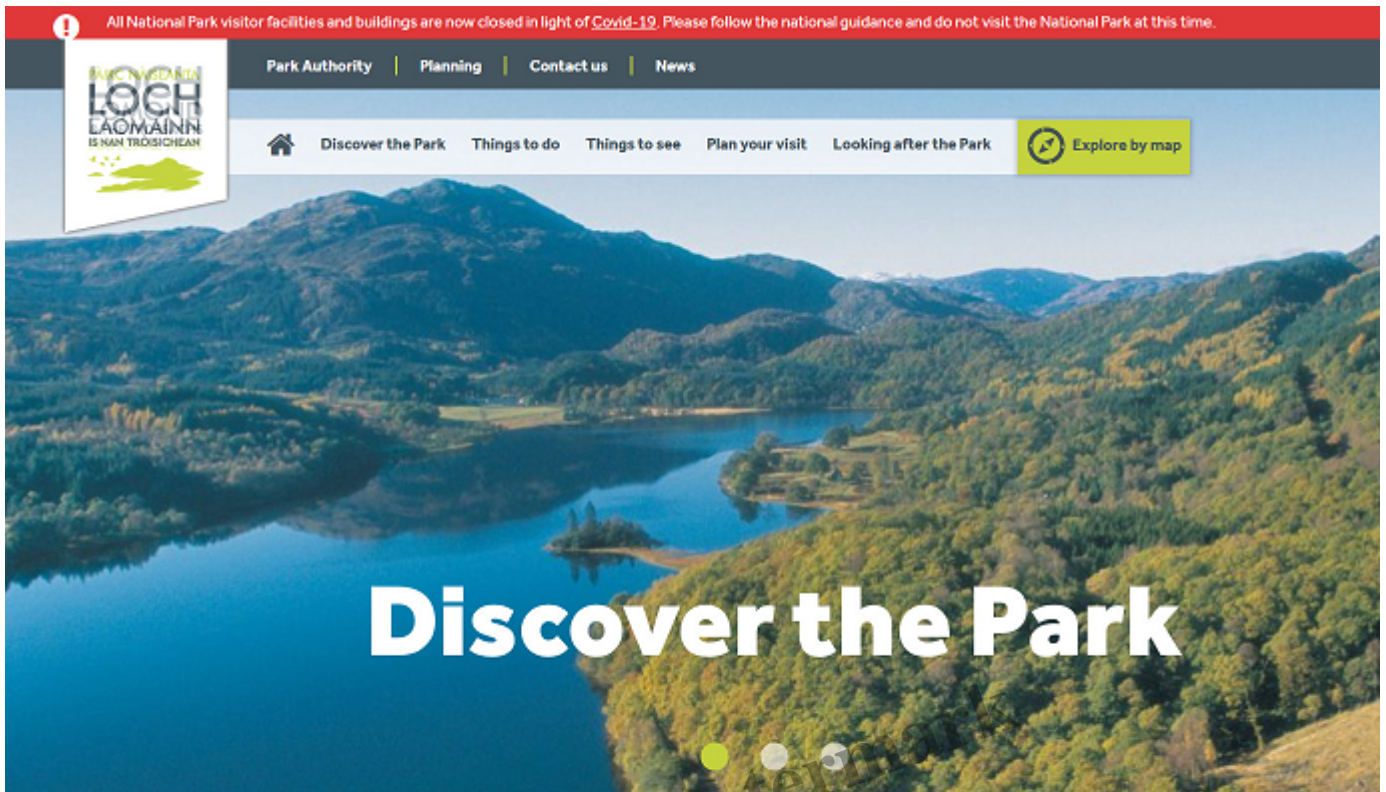 All National Park visitor facilities and buildings are now closed in light of Covid-19. Please follow the national guidance and do not visit the National Park at this time.
Park Authority | Planning | Contact us | News
LOCH
LAOMAINN
IS NAN TRÒISICHEAN
Discover the Park Things to do Things to see Plan your visit Looking after the Park Explore by map
Discover the Park